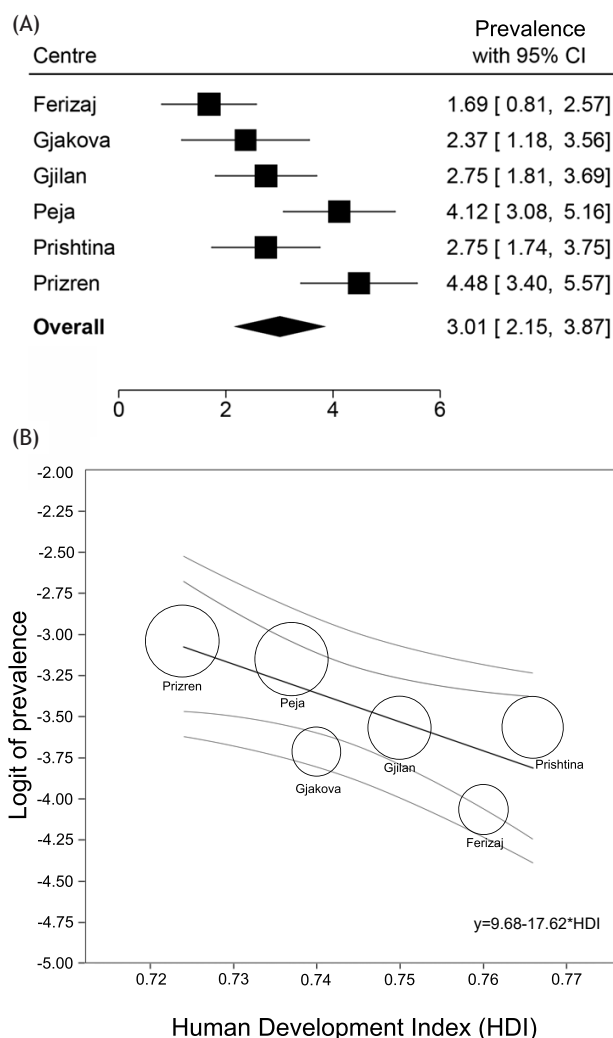 (A)
Prevalence
Centre with 95% CI
Ferizaj 1.69 [ 0.81, 2.57]
Gjakova 2.37 [ 1.18, 3.56]
Gjilan 2.75 [ 1.81, 3.69]
Peja 4.12 [ 3.08, 5.16]
Prishtina 2.75 [ 1.74, 3.75]
Prizren 4.48 [ 3.40, 5.57]
Overall 3.01 [ 2.15, 3.87]
0 2 4 6
(B)
Logit of prevalence
-2.00
-2.25
-2.50
-2.75
-3.00
-3.25
-3.50
-3.75
-4.00
-4.25
-4.50
-4.75
-5.00
Prizren
Peja
Gjilan
Prishtina
Gjakova
Ferizaj
y=9.68-17.62*HDI
0.72 0.73 0.74 0.75 0.76 0.77
Human Development Index (HDI)